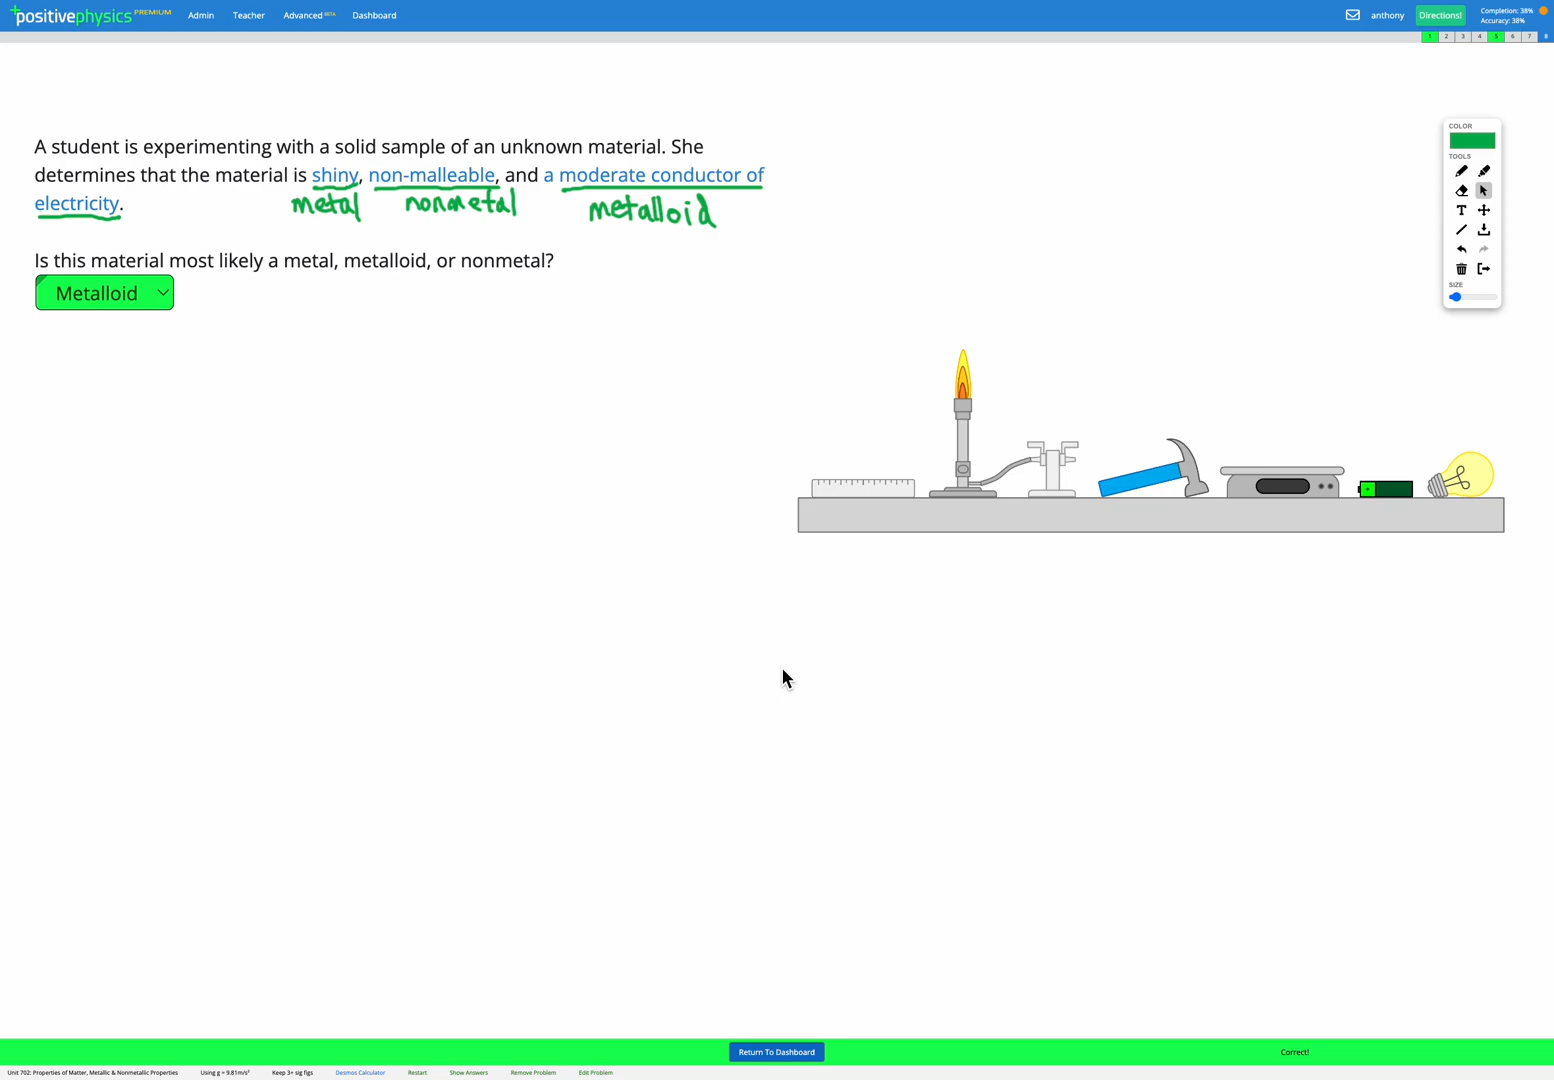 positivephysics PREMIUM Admin Teacher Advanced BETA Dashboard anthony Directions! Completion: 38%
Accuracy: 38%
1 2 3 4 5 6 7 8
A student is experimenting with a solid sample of an unknown material. She
determines that the material is shiny, non-malleable, and a moderate conductor of
electricity.
metal nonmetal metalloid
Is this material most likely a metal, metalloid, or nonmetal?
Metalloid
COLOR
TOOLS
T
SIZE
+
Return To Dashboard Correct!
Unit 702: Properties of Matter, Metallic & Nonmetallic Properties Using g = 9.81m/s² Keep 3+ sig figs Desmos Calculator Restart Show Answers Remove Problem Edit Problem